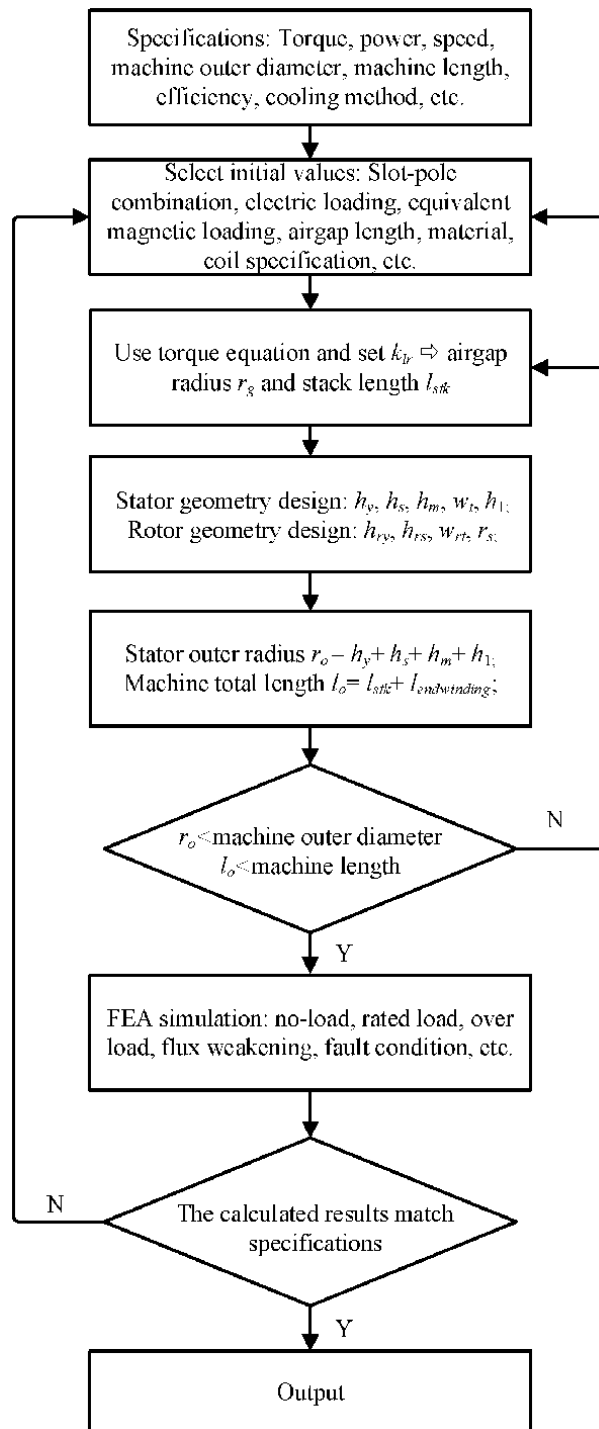 Specifications: Torque, power, speed,
machine outer diameter, machine length,
efficiency, cooling method, etc.
Select initial values: Slot-pole
combination, electric loading, equivalent
magnetic loading, airgap length, material,
coil specification, etc.
Use torque equation and set k_lr ⇨ airgap
radius r_g and stack length l_stk
Stator geometry design: h_y, h_s, h_m, w_t, h_1;
Rotor geometry design: h_ry, h_rs, w_rt, r_s;
Stator outer radius r_o = h_y+ h_s+ h_m+ h_1;
Machine total length l_o= l_stk+ l_endwinding;
r_o<machine outer diameter
l_o<machine length
N
Y
FEA simulation: no-load, rated load, over
load, flux weakening, fault condition, etc.
N
The calculated results match
specifications
Y
Output